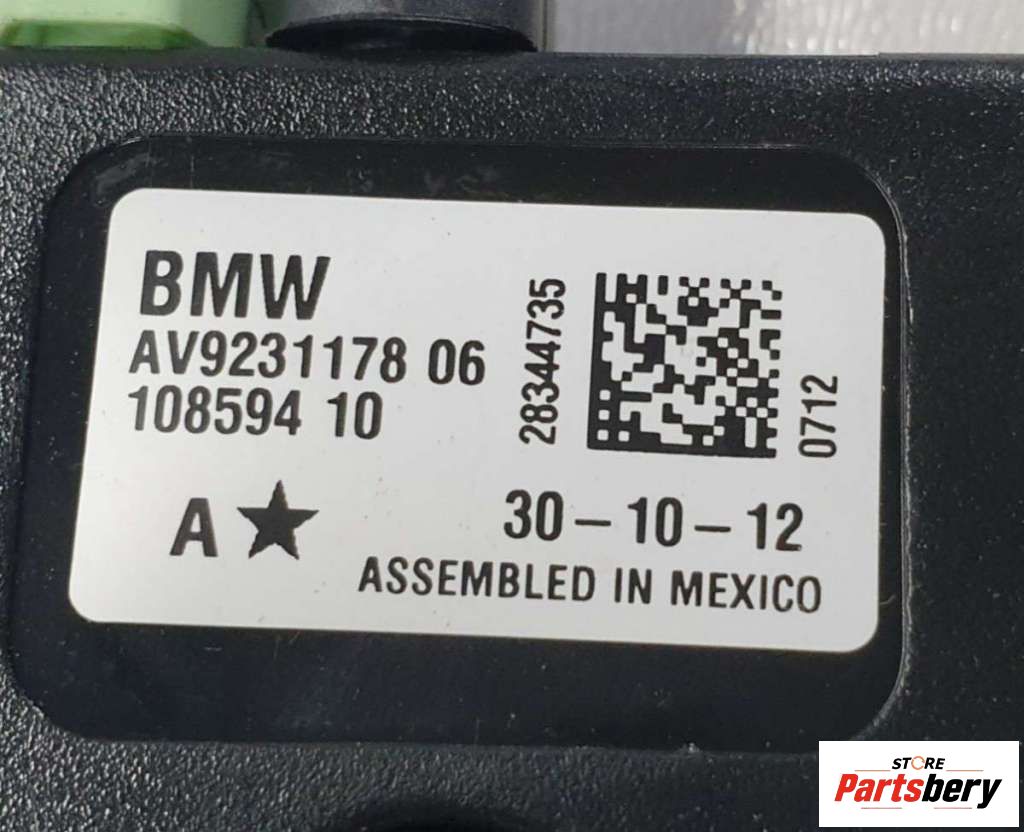 BMW
AV9231178 06
108594 10
28344735
0712
A★
30-10-12
ASSEMBLED IN MEXICO
STORE
Partsbery